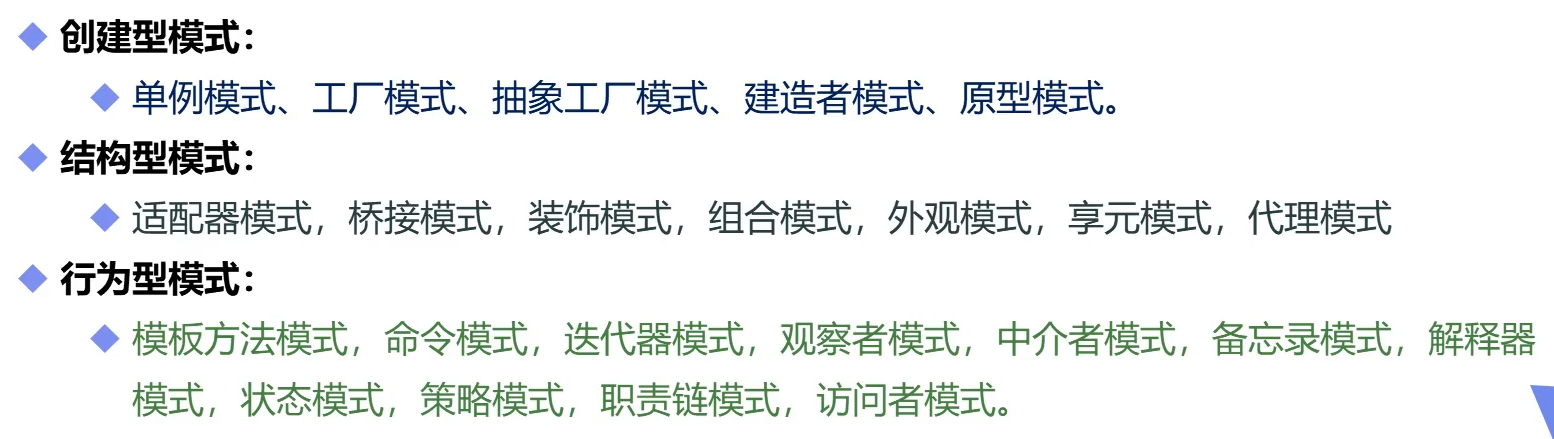 创建型模式：
单例模式、工厂模式、抽象工厂模式、建造者模式、原型模式。
结构型模式：
适配器模式，桥接模式，装饰模式，组合模式，外观模式，享元模式，代理模式
行为型模式：
模板方法模式，命令模式，迭代器模式，观察者模式，中介者模式，备忘录模式，解释器
模式，状态模式，策略模式，职责链模式，访问者模式。